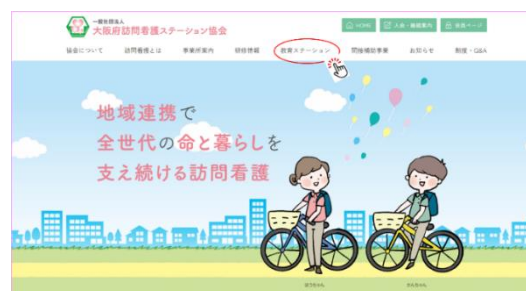 一般社団法人
大阪府訪問看護ステーション協会
HOME
入会・機関案内
会員ページ
協会について
訪問看護とは
事業所案内
研修情報
教育ステーション
間接補助事業
お知らせ
制度・Q&A
地域連携で
全世代の命と暮らしを
支え続ける訪問看護